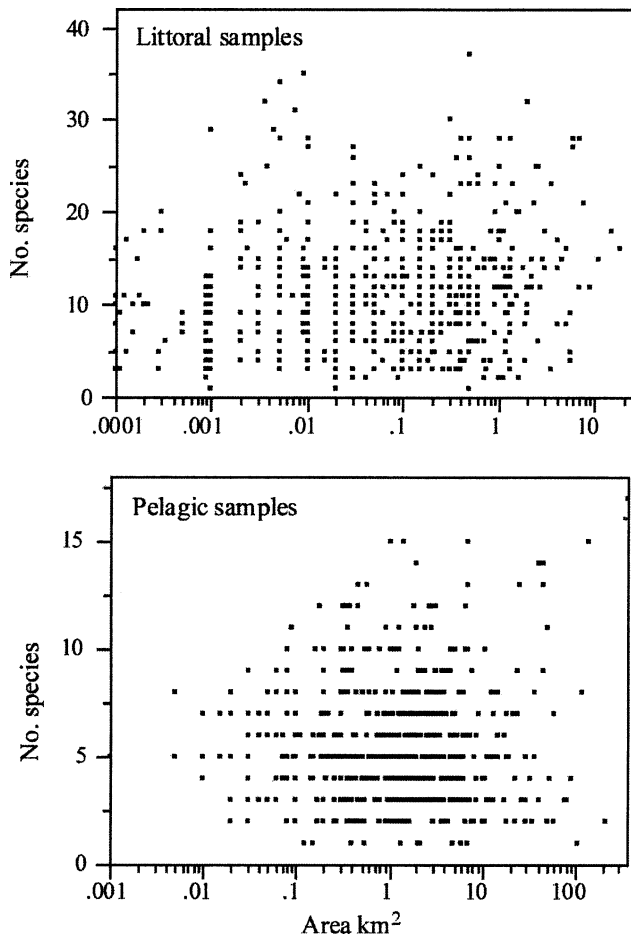 Littoral samples
No. species
40
30
20
10
0
.0001 .001 .01 .1 1 10
Pelagic samples
No. species
15
10
5
0
.001 .01 .1 1 10 100
Area km²